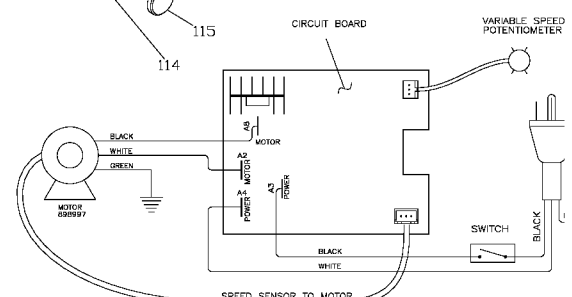 115
114
CIRCUIT BOARD
VARIABLE SPEED
POTENTIOMETER
BLACK
WHITE
GREEN
MOTOR
898997
A8
MOTOR
A2
MOTOR
A4
POWER
A3
POWER
BLACK
WHITE
SWITCH
BLACK
SPEED SENSOR TO MOTOR